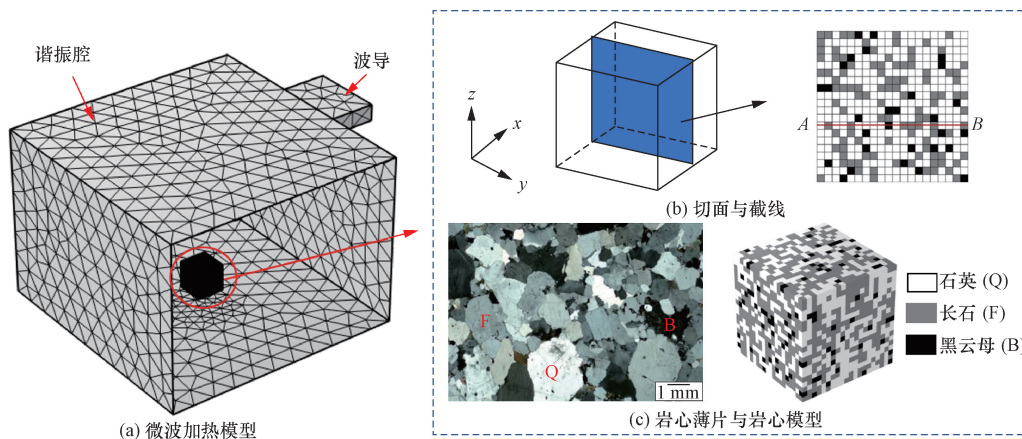 谐振腔
波导
(a) 微波加热模型
z
x
y
A
B
(b) 切面与截线
F
B
Q
1 mm
石英 (Q)
长石 (F)
黑云母 (B)
(c) 岩心薄片与岩心模型